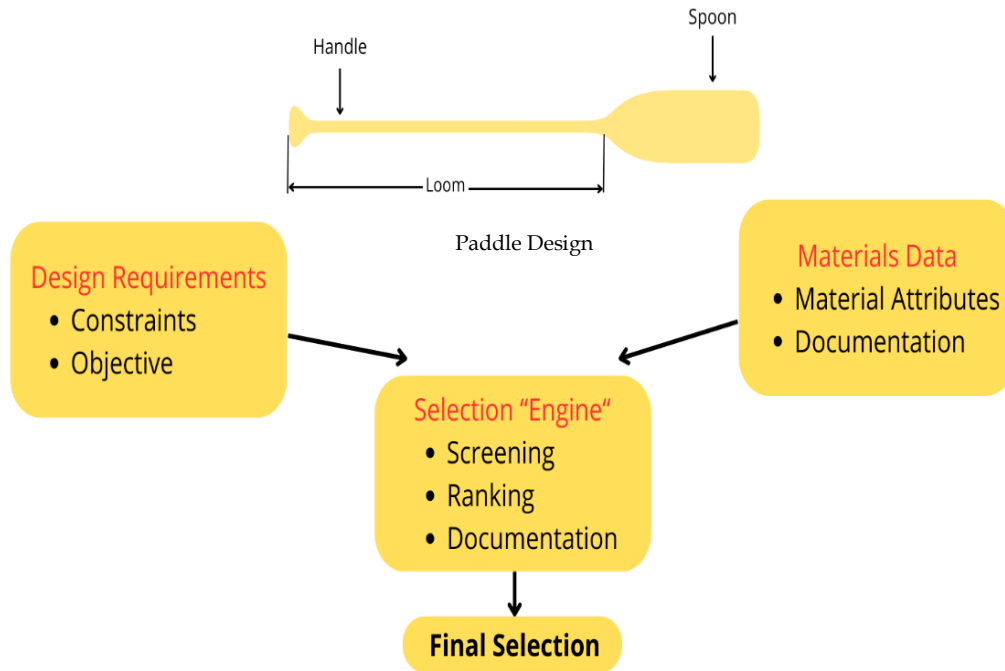 Spoon
Handle
Loom
Paddle Design
Design Requirements
• Constraints
• Objective
Materials Data
• Material Attributes
• Documentation
Selection “Engine“
• Screening
• Ranking
• Documentation
Final Selection